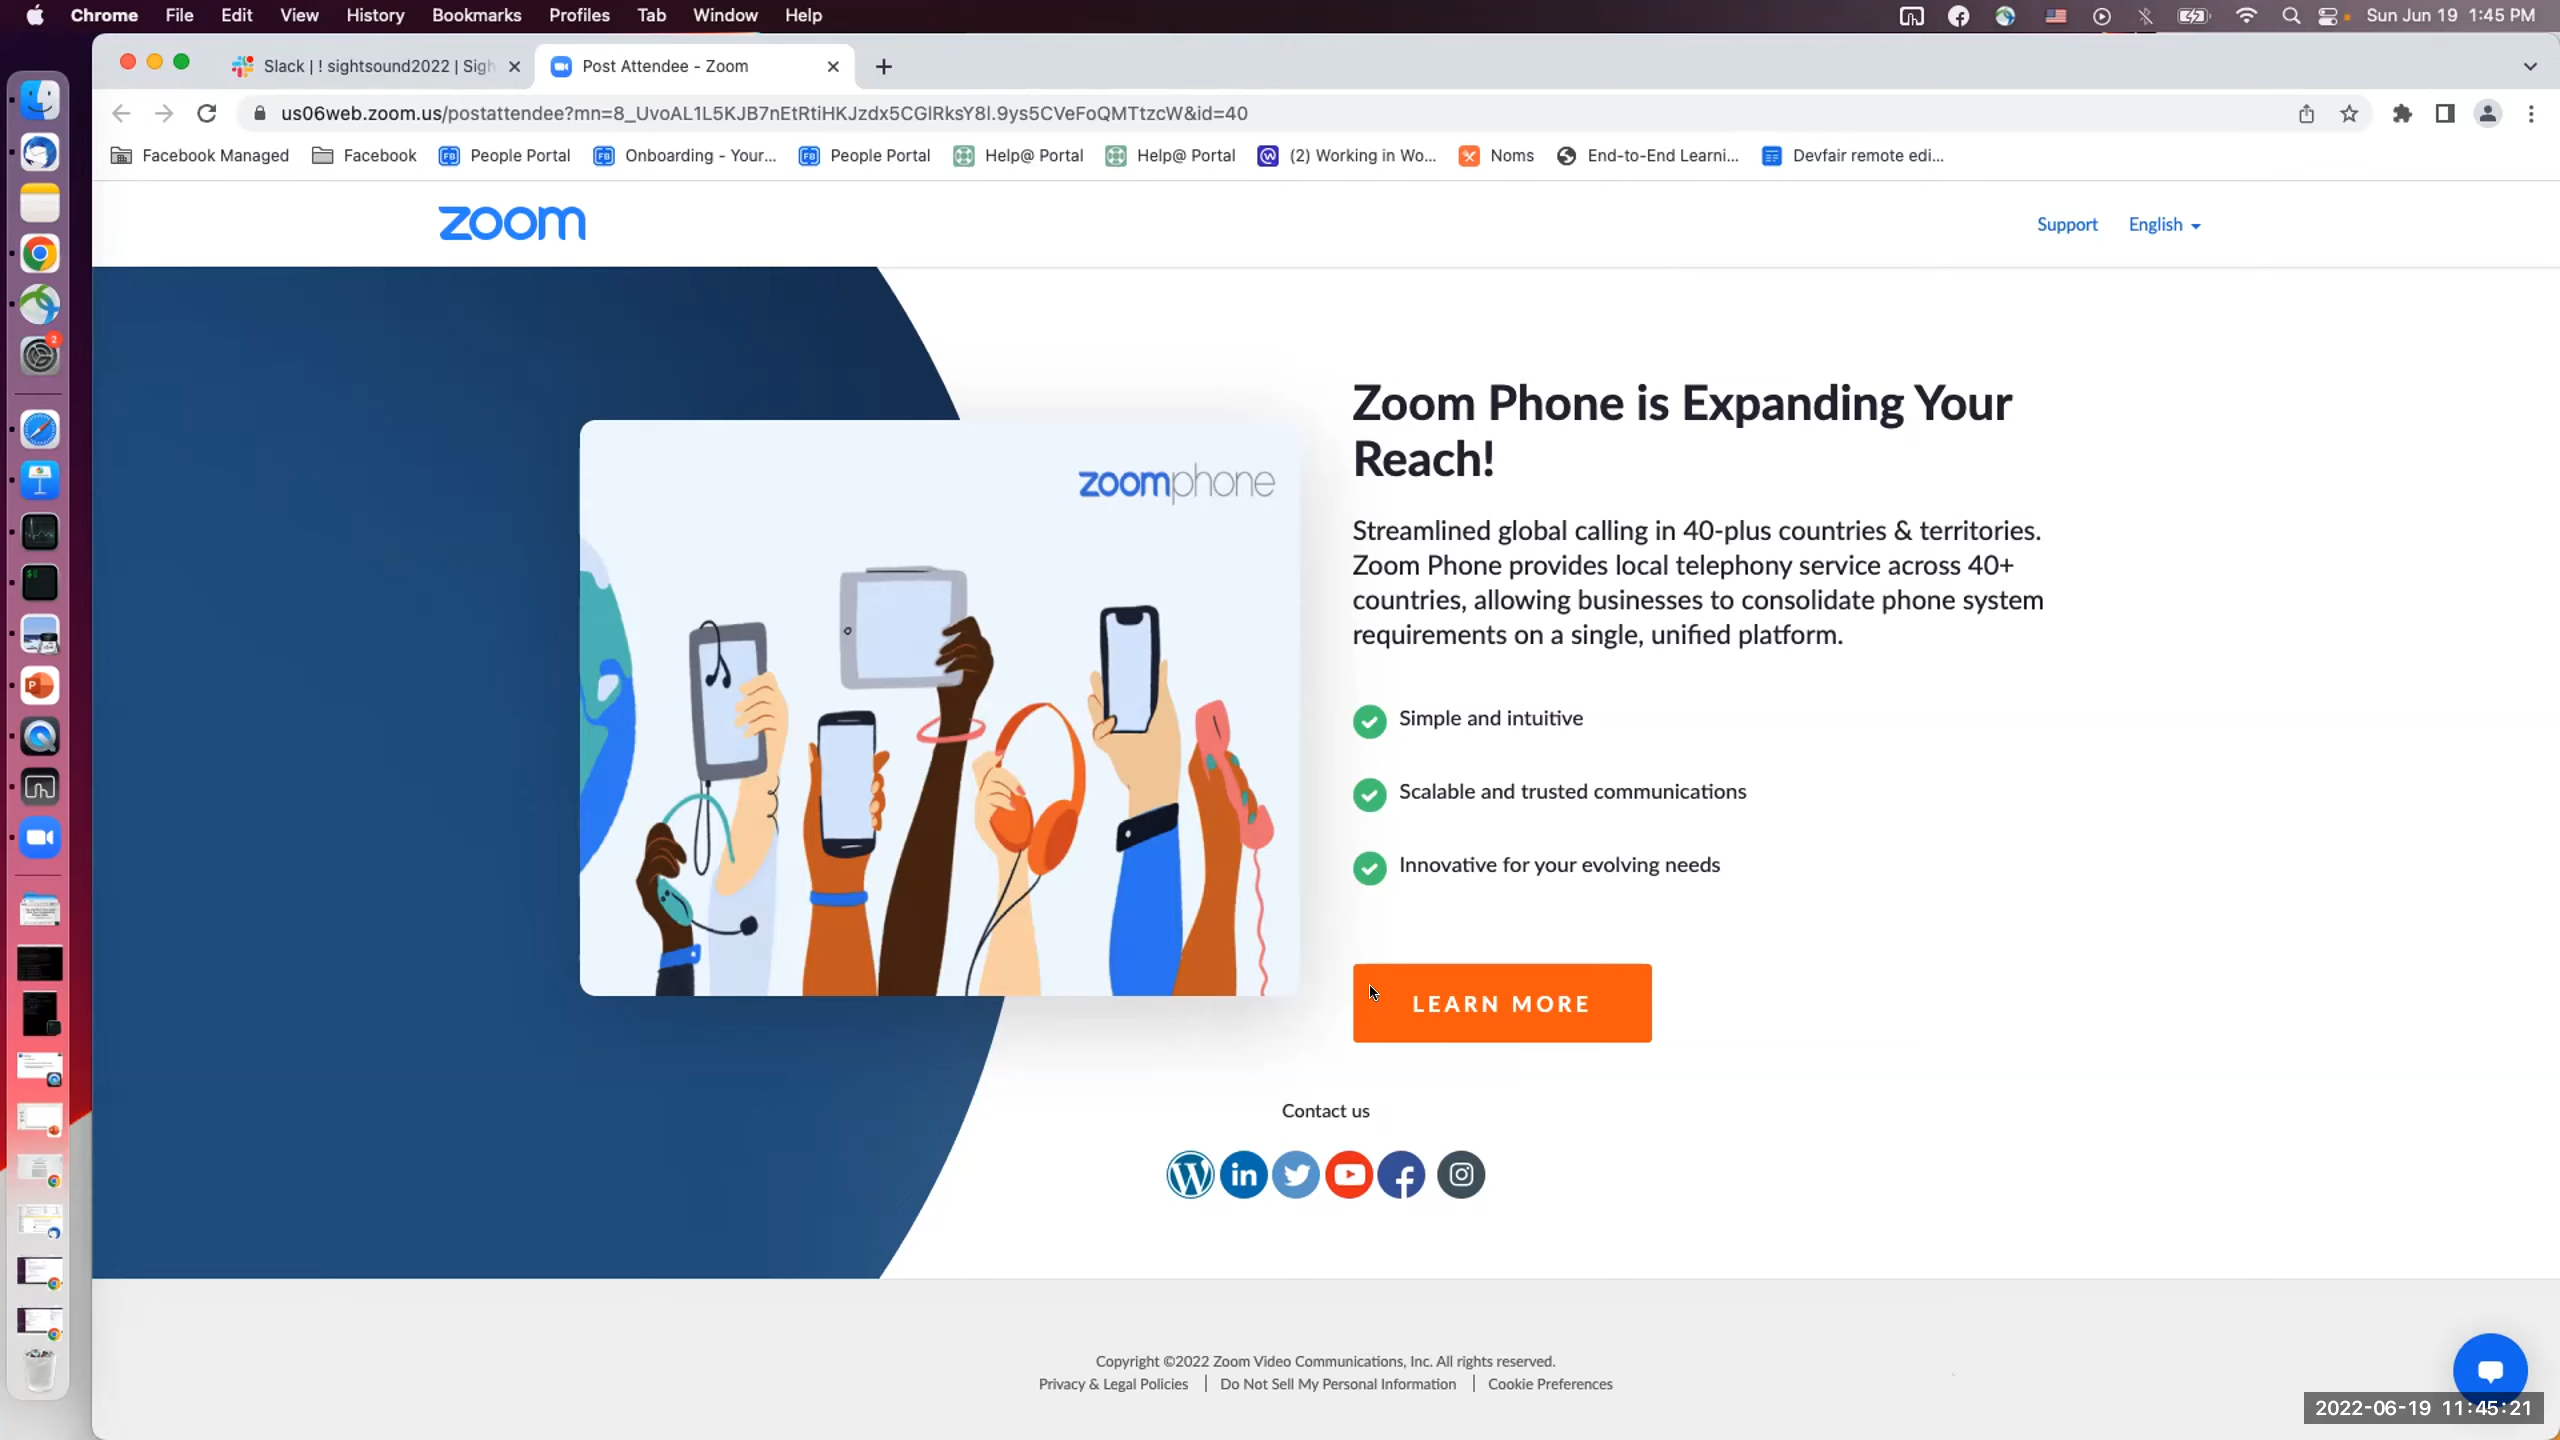 Chrome File Edit View History Bookmarks Profiles Tab Window Help
Sun Jun 19 1:45 PM
Slack | ! sightsound2022 | Sigh
Post Attendee - Zoom
us06web.zoom.us/postattendee?mn=8_UvoAL1L5KJB7nEtRtiHKJzdx5CGlRksY8l.9ys5CVeFoQMTtzcW&id=40
Facebook Managed Facebook People Portal Onboarding - Your... People Portal Help@ Portal Help@ Portal (2) Working in Wo... Noms End-to-End Learni... Devfair remote edi...
zoom
Support English
zoomphone
Zoom Phone is Expanding Your
Reach!
Streamlined global calling in 40-plus countries & territories.
Zoom Phone provides local telephony service across 40+
countries, allowing businesses to consolidate phone system
requirements on a single, unified platform.
Simple and intuitive
Scalable and trusted communications
Innovative for your evolving needs
LEARN MORE
Contact us
Copyright ©2022 Zoom Video Communications, Inc. All rights reserved.
Privacy & Legal Policies | Do Not Sell My Personal Information | Cookie Preferences
2022-06-19 11:45:21